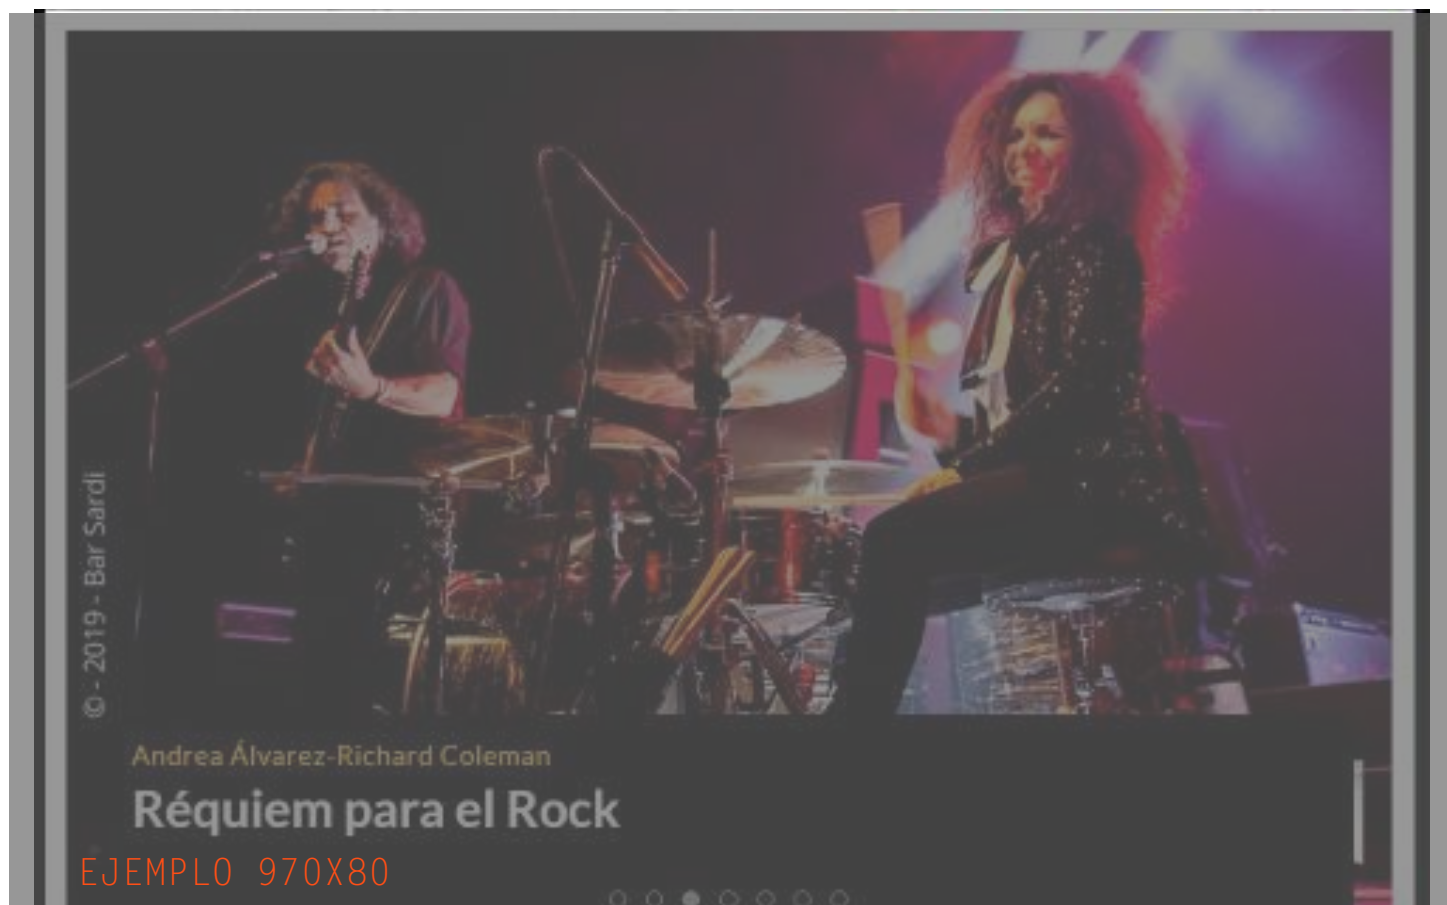 © - 2019 - Bar Sardi
Andrea Álvarez-Richard Coleman
Réquiem para el Rock
EJEMPLO 970X80